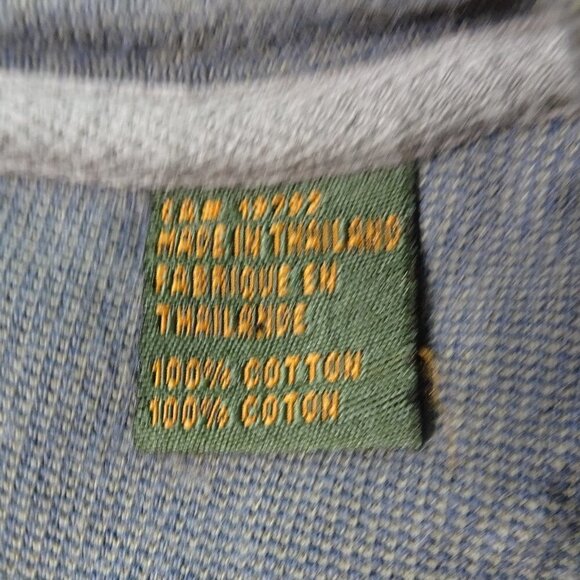 MADE IN THAILAND
FABRIQUE EN
THAILANDE
100% COTTON
100% COTON